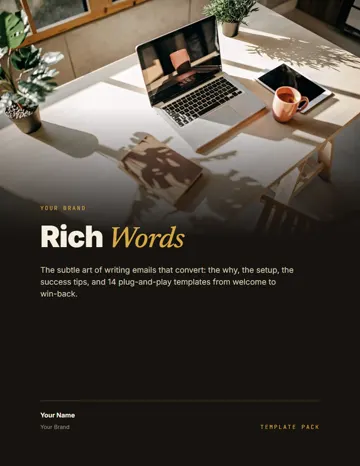 YOUR BRAND
Rich Words
The subtle art of writing emails that convert: the why, the setup, the
success tips, and 14 plug-and-play templates from welcome to
win-back.
Your Name
Your Brand
TEMPLATE PACK